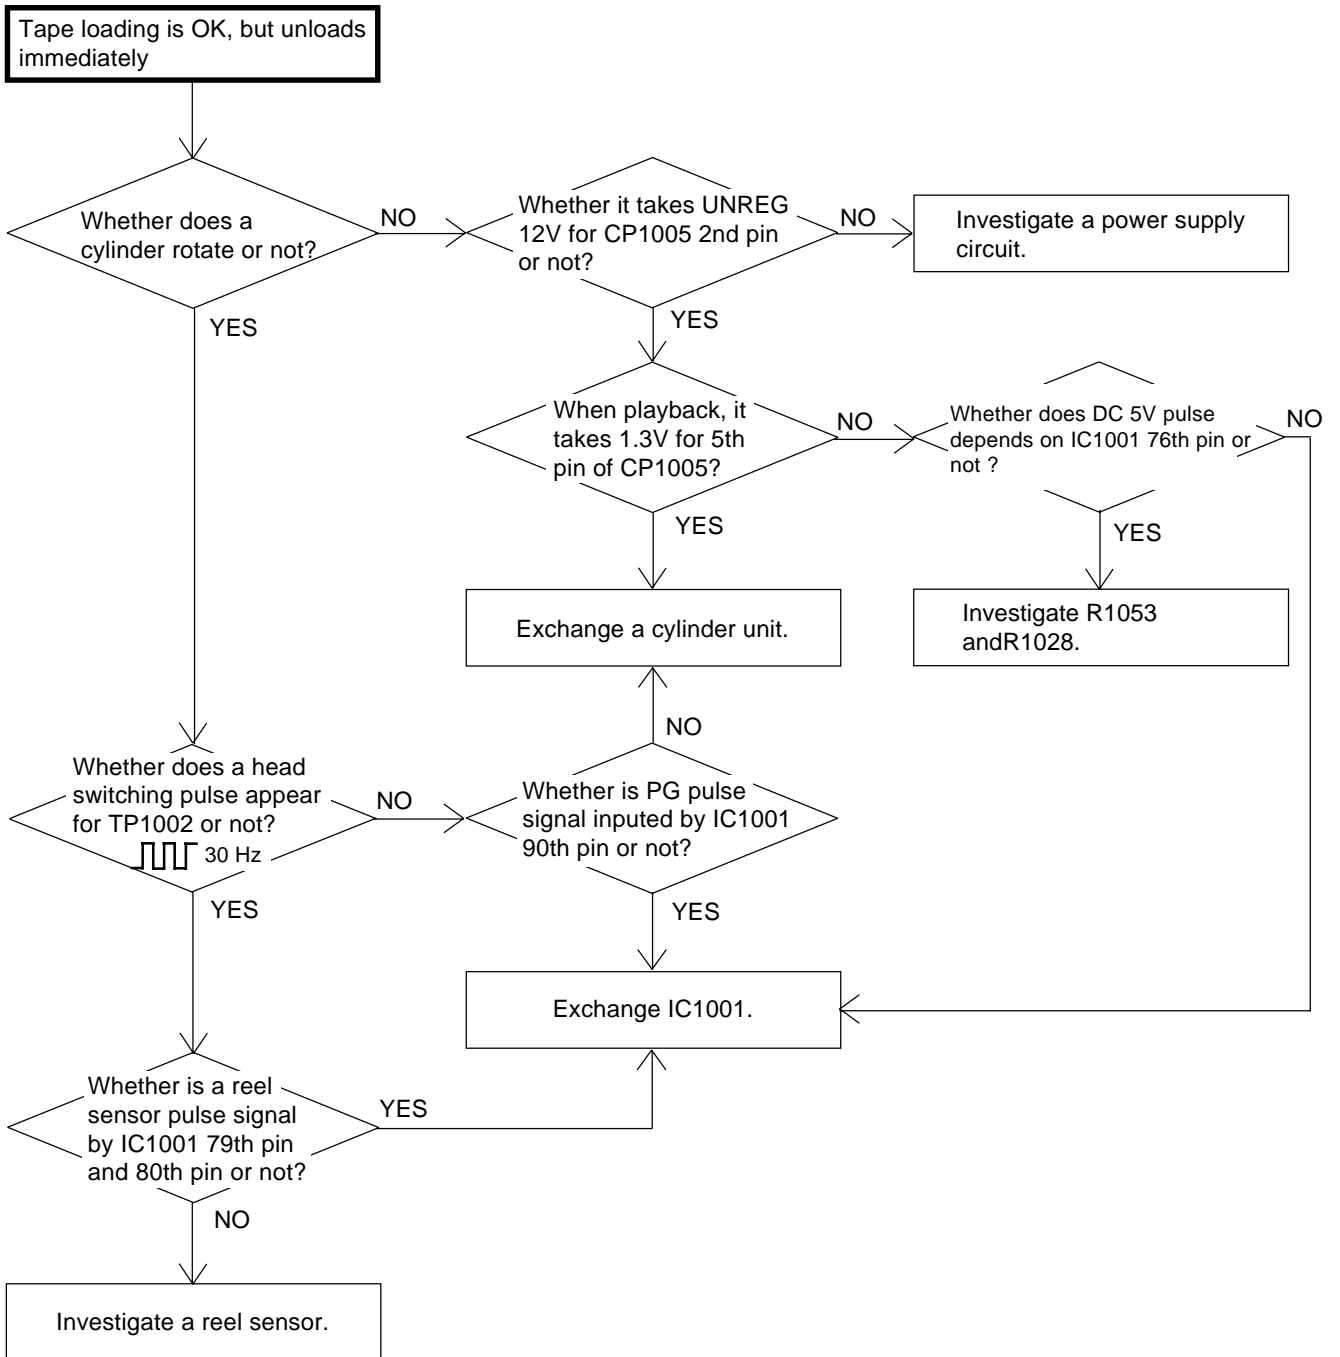 Tape loading is OK, but unloads
immediately
Whether does a
cylinder rotate or not?
NO
Whether it takes UNREG
12V for CP1005 2nd pin
or not?
NO
Investigate a power supply
circuit.
YES
YES
When playback, it
takes 1.3V for 5th
pin of CP1005?
NO
Whether does DC 5V pulse
depends on IC1001 76th pin or
not ?
NO
YES
YES
Exchange a cylinder unit.
Investigate R1053
andR1028.
NO
Whether does a head
switching pulse appear
for TP1002 or not?
30 Hz
NO
Whether is PG pulse
signal inputed by IC1001
90th pin or not?
YES
YES
Exchange IC1001.
Whether is a reel
sensor pulse signal
by IC1001 79th pin
and 80th pin or not?
YES
NO
Investigate a reel sensor.